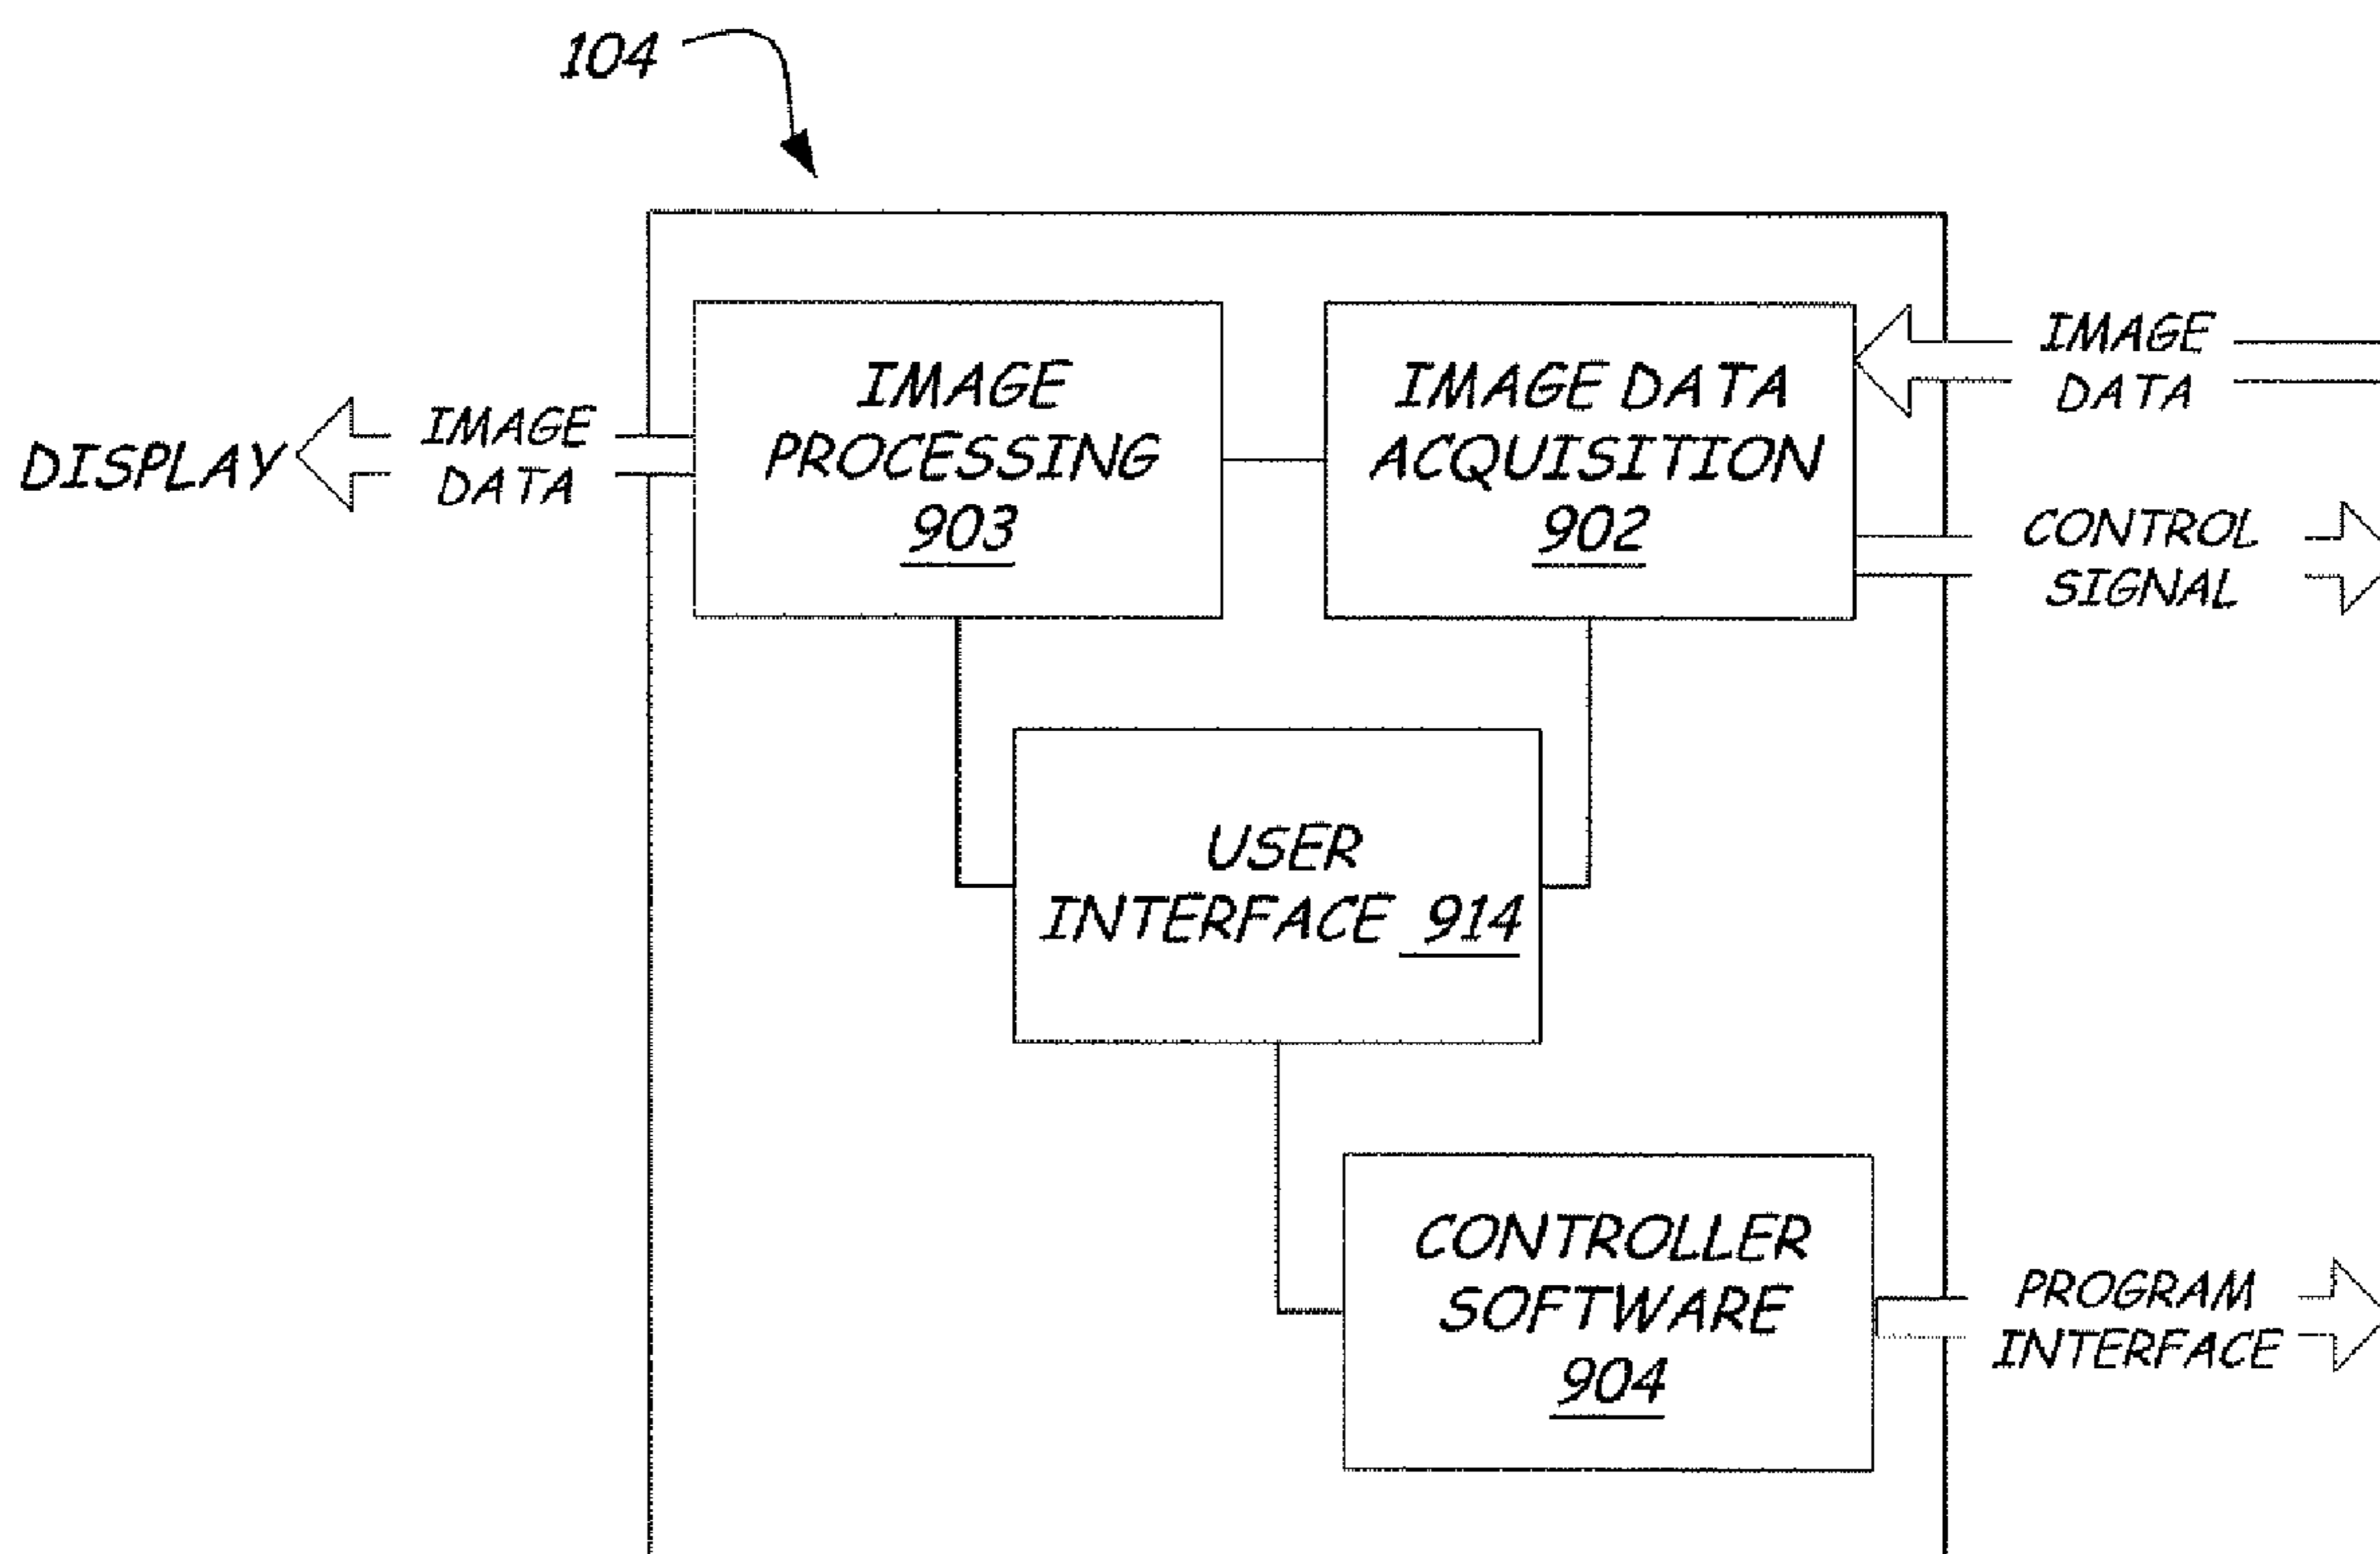 104
IMAGE
PROCESSING
903
IMAGE DATA
ACQUISITION
902
IMAGE
DATA
DISPLAY
IMAGE
DATA
CONTROL
SIGNAL
USER
INTERFACE 914
CONTROLLER
SOFTWARE
904
PROGRAM
INTERFACE